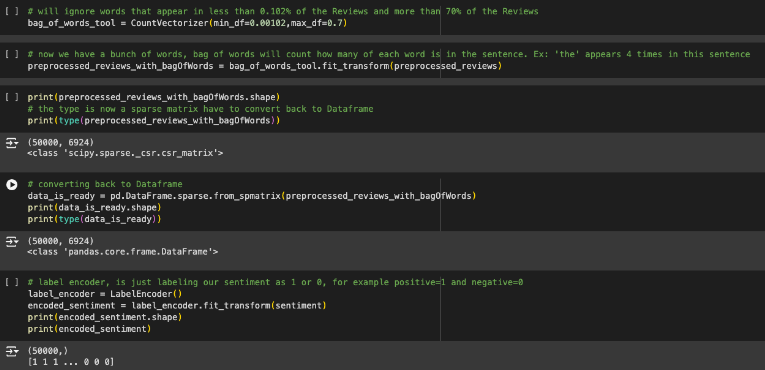 [ ] # will ignore words that appear in less than 0.102% of the Reviews and more than 70% of the Reviews
bag_of_words_tool = CountVectorizer(min_df=0.00102,max_df=0.7)
[ ] # now we have a bunch of words, bag of words will count how many of each word is in the sentence. Ex: 'the' appears 4 times in this sentence
preprocessed_reviews_with_bagOfWords = bag_of_words_tool.fit_transform(preprocessed_reviews)
[ ] print(preprocessed_reviews_with_bagOfWords.shape)
# the type is now a sparse matrix have to convert back to Dataframe
print(type(preprocessed_reviews_with_bagOfWords))
(50000, 6924)
<class 'scipy.sparse._csr.csr_matrix'>
# converting back to Dataframe
data_is_ready = pd.DataFrame.sparse.from_spmatrix(preprocessed_reviews_with_bagOfWords)
print(data_is_ready.shape)
print(type(data_is_ready))
(50000, 6924)
<class 'pandas.core.frame.DataFrame'>
[ ] # label encoder, is just labeling our sentiment as 1 or 0, for example positive=1 and negative=0
label_encoder = LabelEncoder()
encoded_sentiment = label_encoder.fit_transform(sentiment)
print(encoded_sentiment.shape)
print(encoded_sentiment)
(50000,)
[1 1 1 ... 0 0 0]